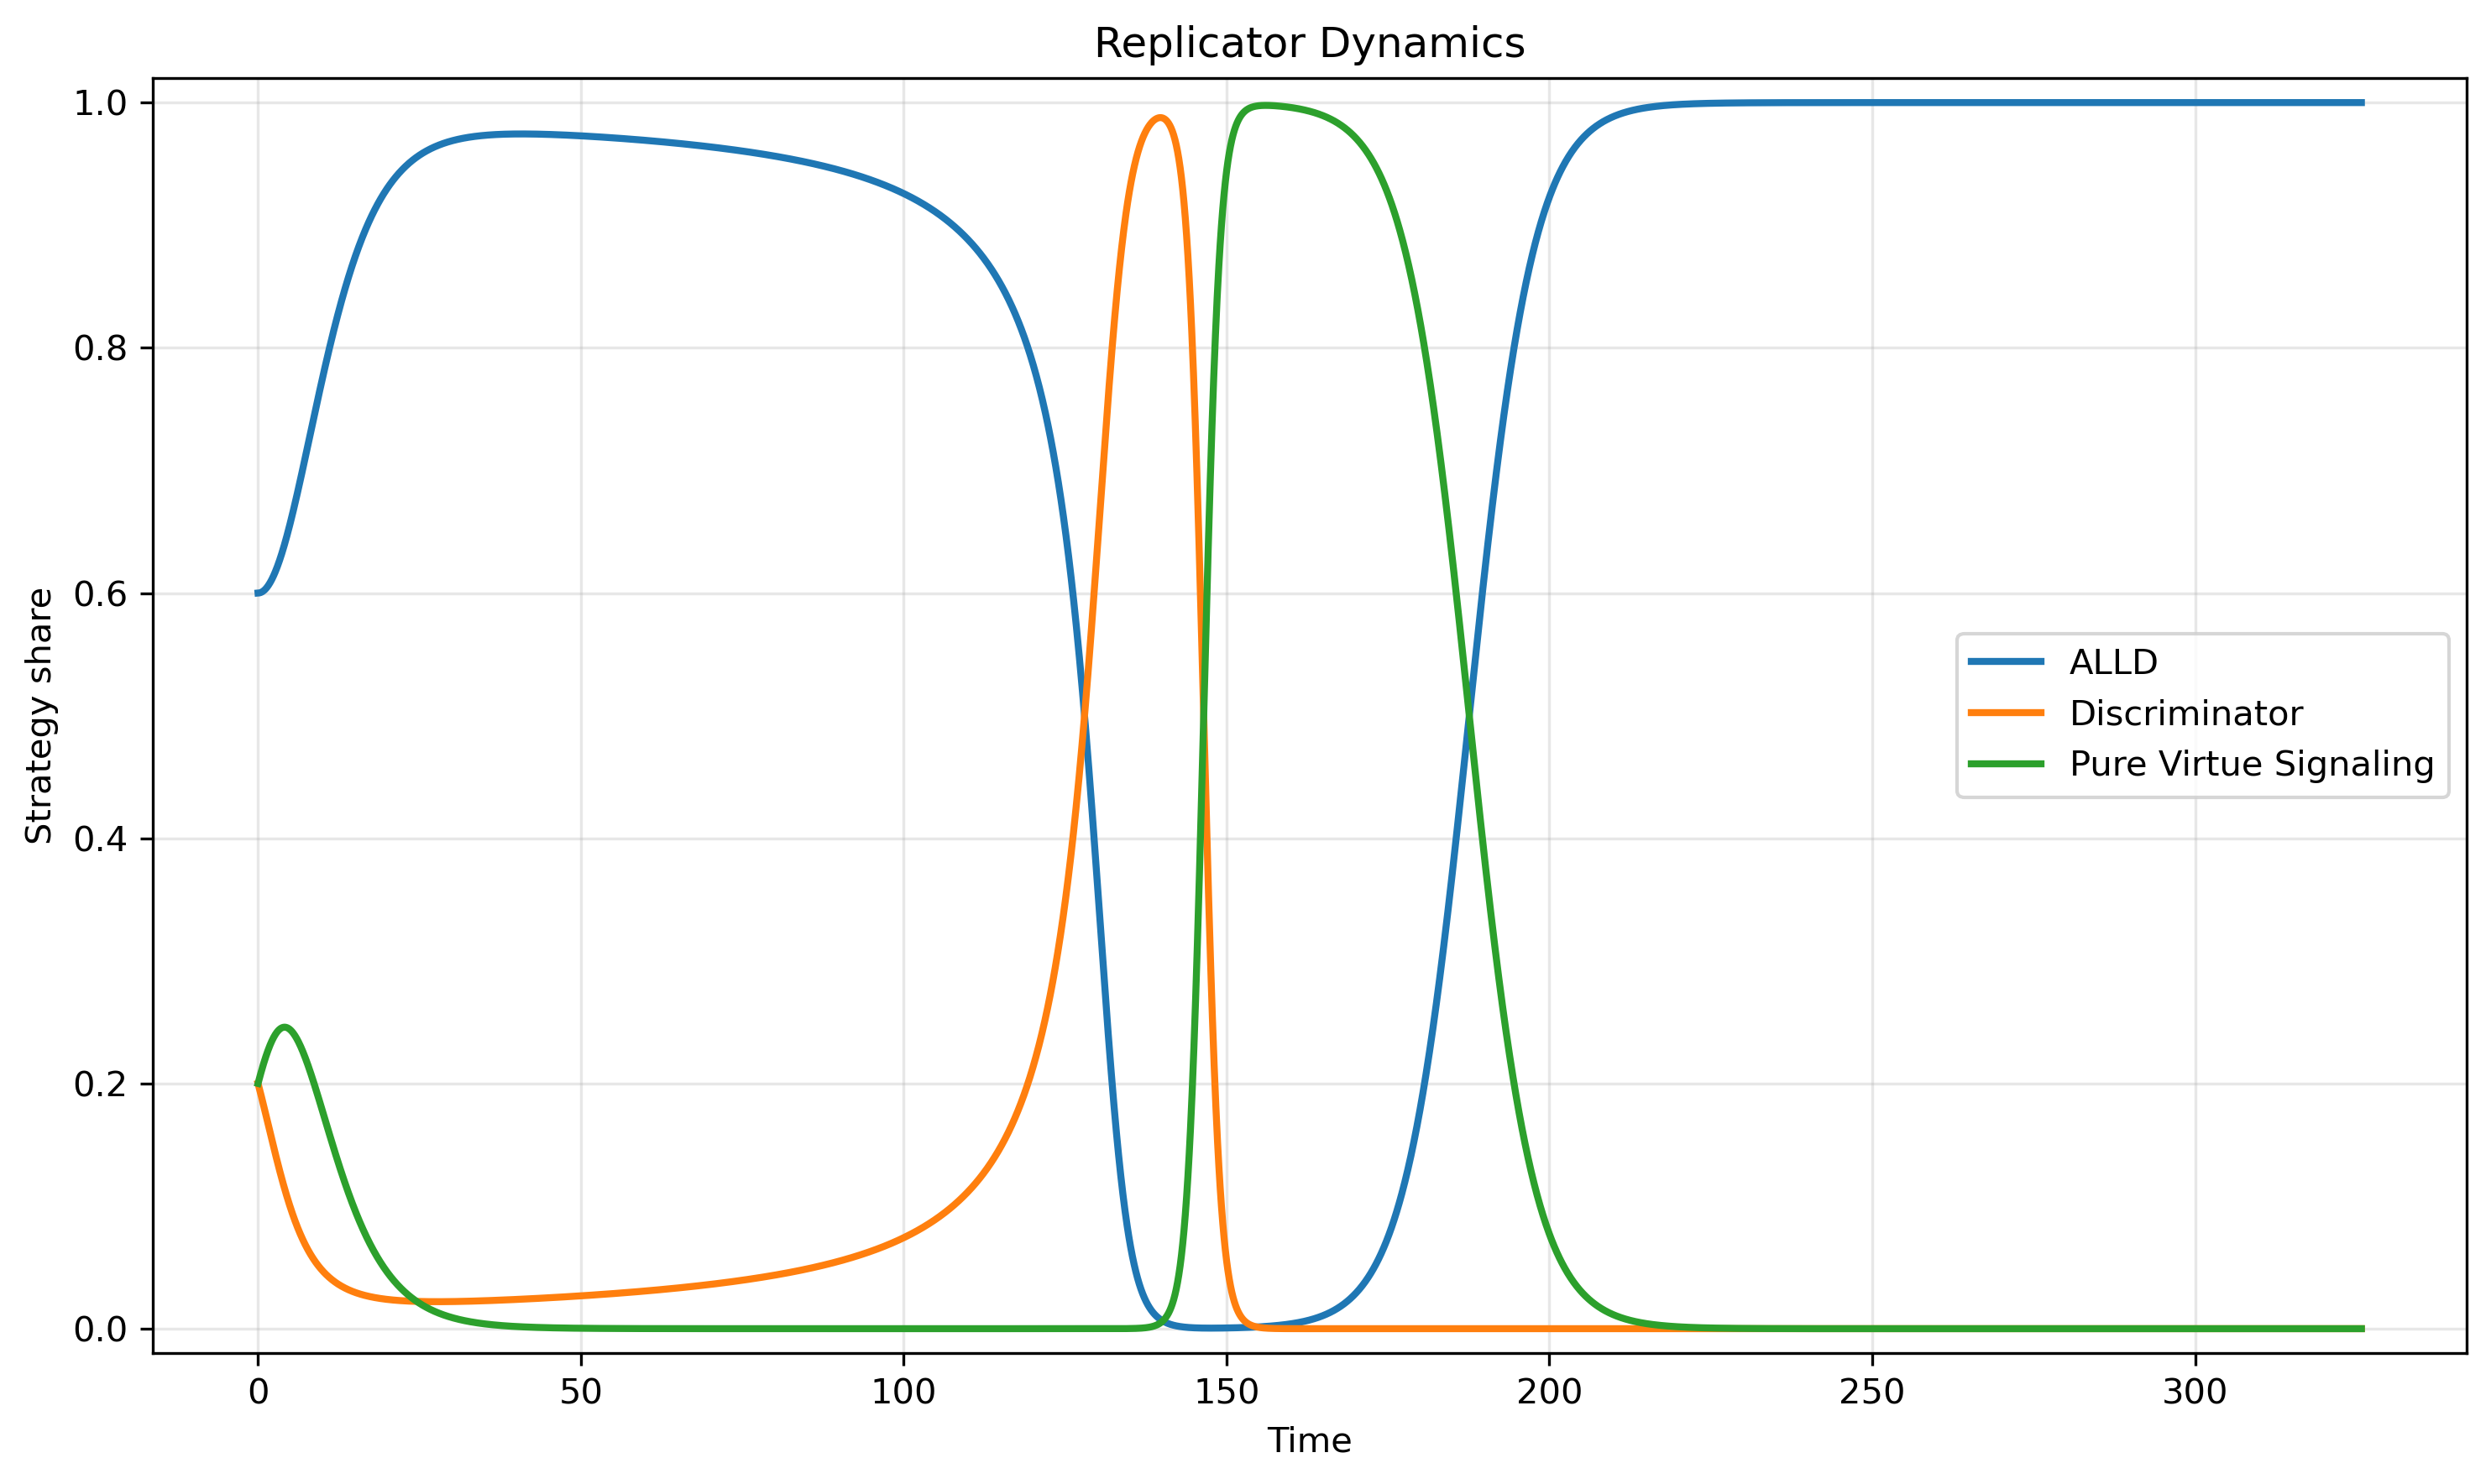 Replicator Dynamics
Strategy share
1.0
0.8
0.6
0.4
0.2
0.0
ALLD
Discriminator
Pure Virtue Signaling
0 50 100 150 200 250 300
Time